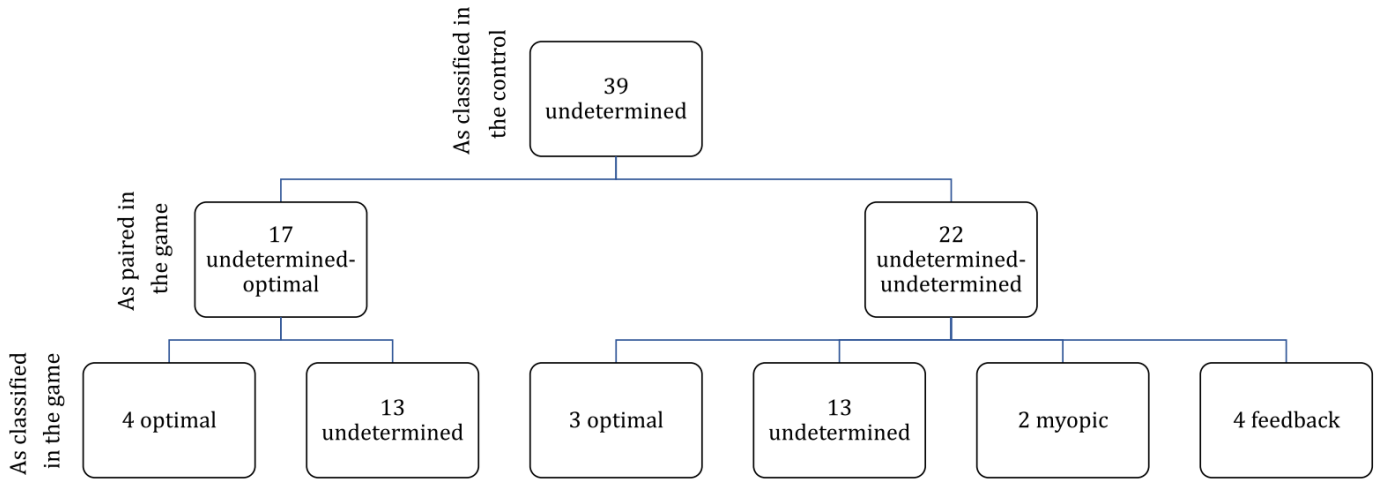 As classified in
the control
39
undetermined
As paired in
the game
17
undetermined-
optimal
22
undetermined-
undetermined
As classified
in the game
4 optimal
13
undetermined
3 optimal
13
undetermined
2 myopic
4 feedback